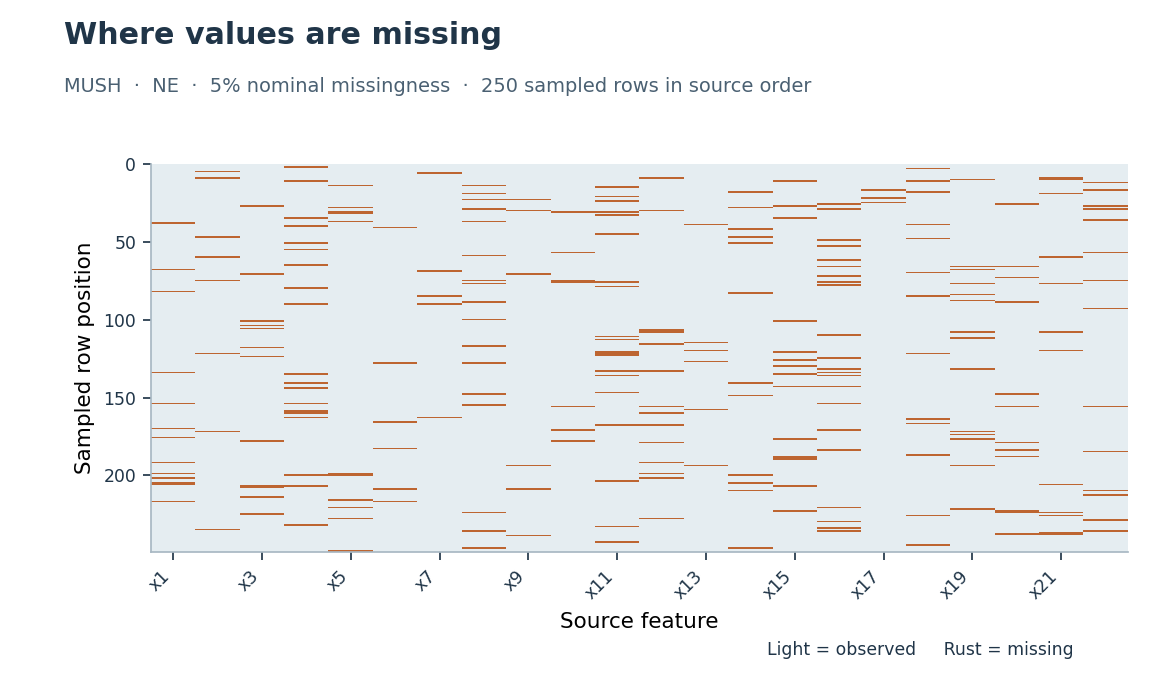 Where values are missing
MUSH · NE · 5% nominal missingness · 250 sampled rows in source order
0
50
100
150
200
Sampled row position
x1
x3
x5
x7
x9
x11
x13
x15
x17
x19
x21
Source feature
Light = observed Rust = missing